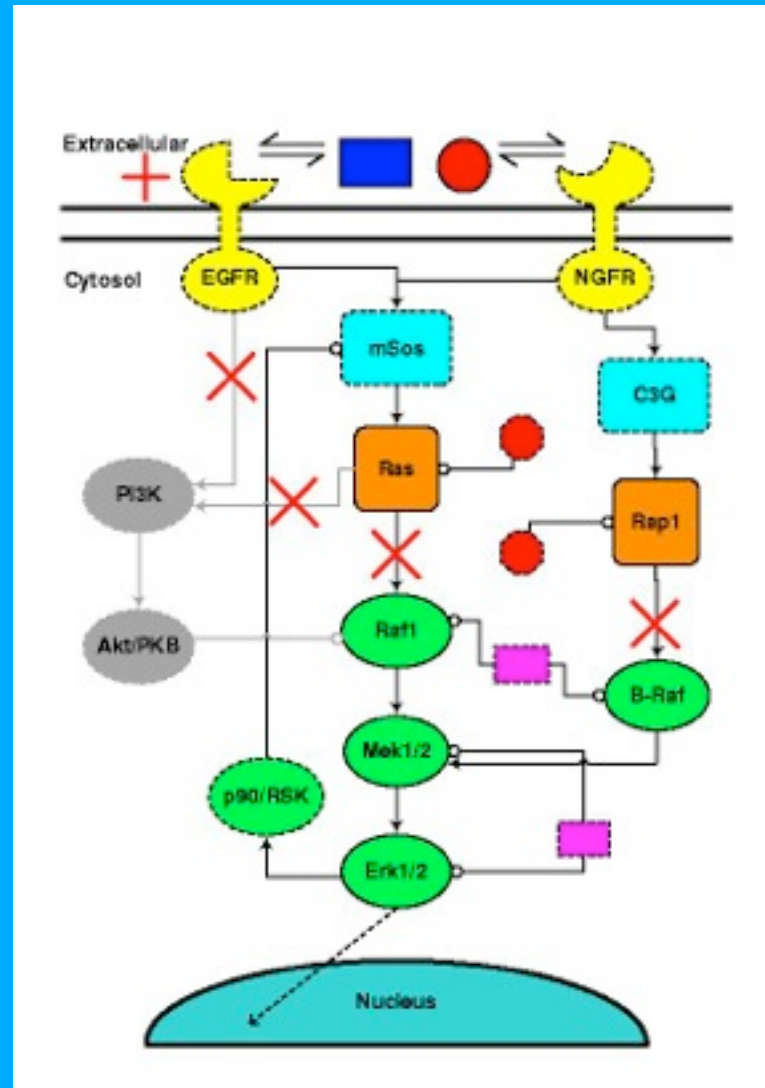 Extracellular
EGFR
NGFR
Cytosol
mSos
C3G
Ras
PI3K
Rap1
Raf1
Akt/PKB
B-Raf
Mek1/2
p90/RSK
Erk1/2
Nucleus